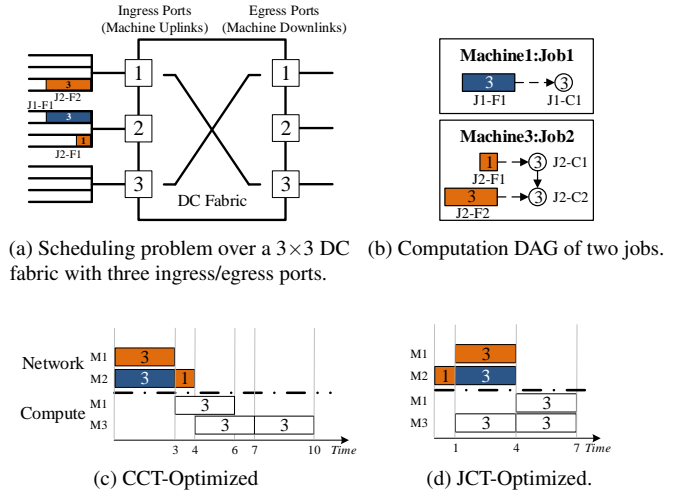 Ingress Ports
(Machine Uplinks)
Egress Ports
(Machine Downlinks)
3
J2-F2
J1-F1
3
1
J2-F1
1
2
3
1
2
3
DC Fabric
Machine1:Job1
3
3
J1-F1
J1-C1
Machine3:Job2
1
3
J2-C1
J2-F1
3
3
J2-C2
J2-F2
(a) Scheduling problem over a 3×3 DC
fabric with three ingress/egress ports.
(b) Computation DAG of two jobs.
Network
M1
3
M2
3
1
Compute
M1
3
M3
3
3
3
4
6
7
10
Time
(c) CCT-Optimized
M1
3
M2
1
3
M1
3
M3
3
3
1
4
7
Time
(d) JCT-Optimized.